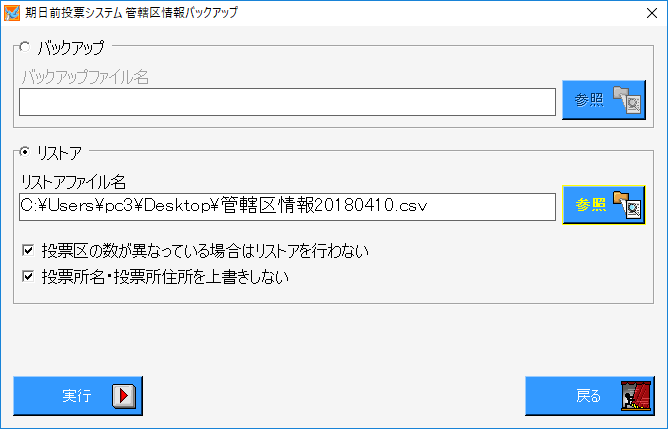 期日前投票システム 管轄区情報バックアップ
バックアップ
バックアップファイル名
参照
リストア
リストアファイル名
C:¥Users¥pc3¥Desktop¥管轄区情報20180410.csv
参照
投票区の数が異なっている場合はリストアを行わない
投票所名・投票所住所を上書きしない
実行
戻る